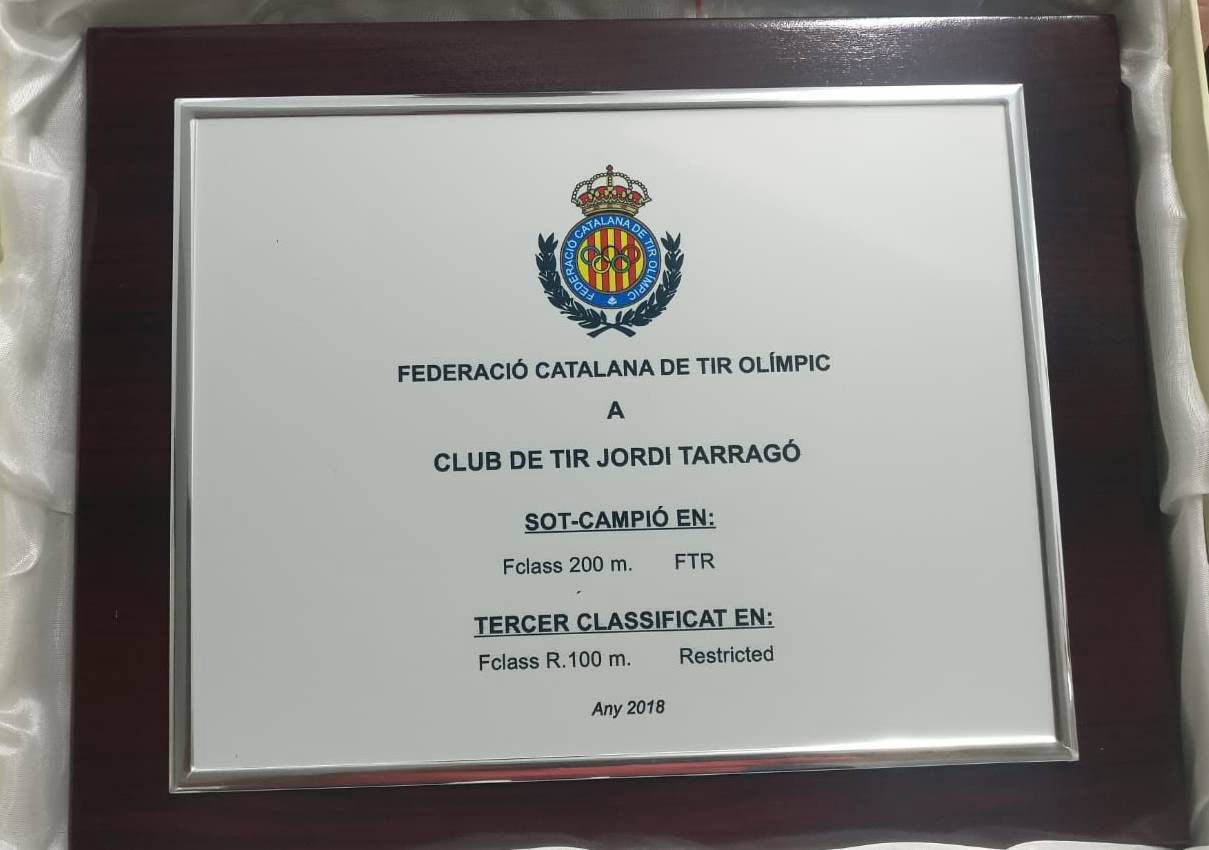 FEDERACIÓ CATALANA DE TIR OLÍMPIC
FEDERACIÓ CATALANA DE TIR OLÍMPIC
A
CLUB DE TIR JORDI TARRAGÓ
SOT-CAMPIÓ EN:
Fclass 200 m. FTR
TERCER CLASSIFICAT EN:
Fclass R.100 m. Restricted
Any 2018